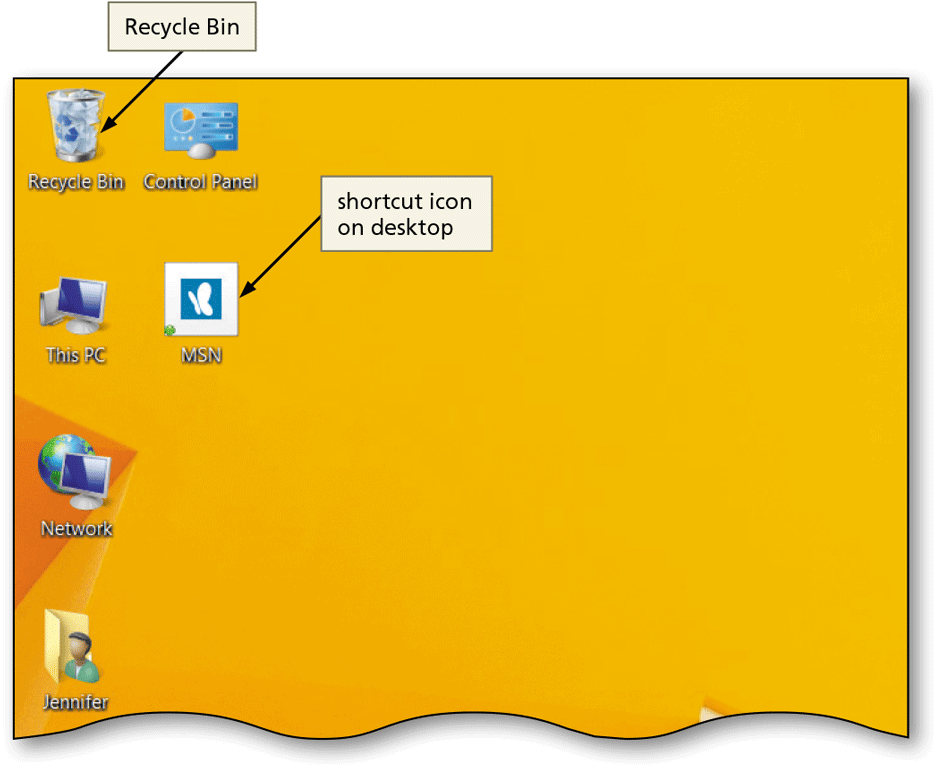 Recycle Bin
Recycle Bin
Control Panel
shortcut icon
on desktop
This PC
MSN
Network
Jennifer